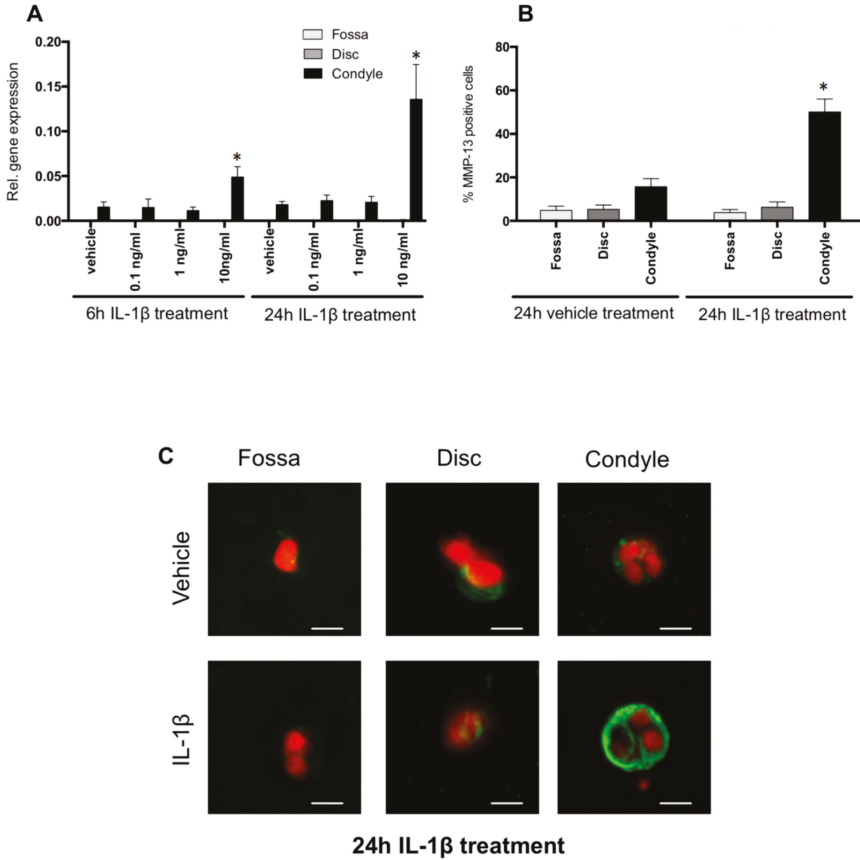 A
Rel. gene expression
0.20
0.15
0.10
0.05
0.00
Fossa
Disc
Condyle
*
*
vehicle
0.1 ng/ml
1 ng/ml
10ng/ml
vehicle
0.1 ng/ml
1 ng/ml
10 ng/ml
6h IL-1β treatment
24h IL-1β treatment
B
% MMP-13 positive cells
80
60
40
20
0
*
Fossa
Disc
Condyle
Fossa
Disc
Condyle
24h vehicle treatment
24h IL-1β treatment
C
Fossa
Disc
Condyle
Vehicle
IL-1β
24h IL-1β treatment